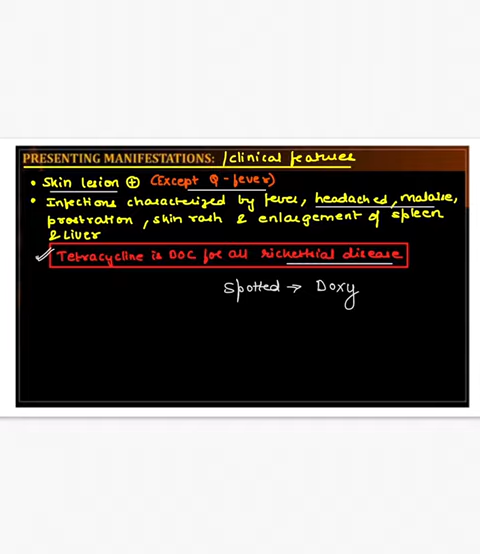 PRESENTING MANIFESTATIONS: /clinical features
• Skin lesion ⊕ (Except Q-fever)
• Infections characterized by fever, headached, malaise,
prostration, skin rash & enlargement of spleen
& liver
✓ Tetracycline is DOC for all rickettsial disease
Spotted → Doxy